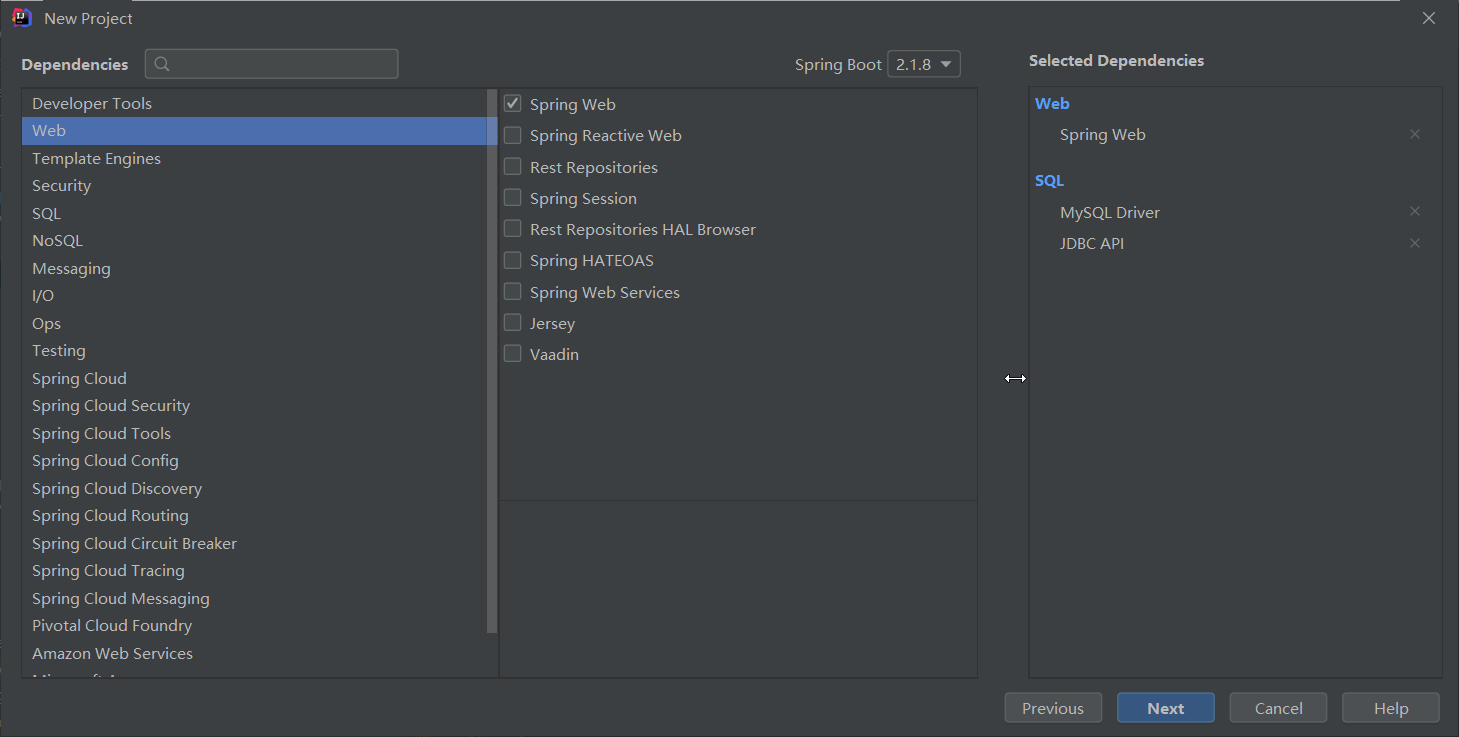 New Project
Dependencies
Spring Boot 2.1.8
Selected Dependencies
Developer Tools
Web
Template Engines
Security
SQL
NoSQL
Messaging
I/O
Ops
Testing
Spring Cloud
Spring Cloud Security
Spring Cloud Tools
Spring Cloud Config
Spring Cloud Discovery
Spring Cloud Routing
Spring Cloud Circuit Breaker
Spring Cloud Tracing
Spring Cloud Messaging
Pivotal Cloud Foundry
Amazon Web Services
Spring Web
Spring Reactive Web
Rest Repositories
Spring Session
Rest Repositories HAL Browser
Spring HATEOAS
Spring Web Services
Jersey
Vaadin
Web
Spring Web
SQL
MySQL Driver
JDBC API
Previous
Next
Cancel
Help